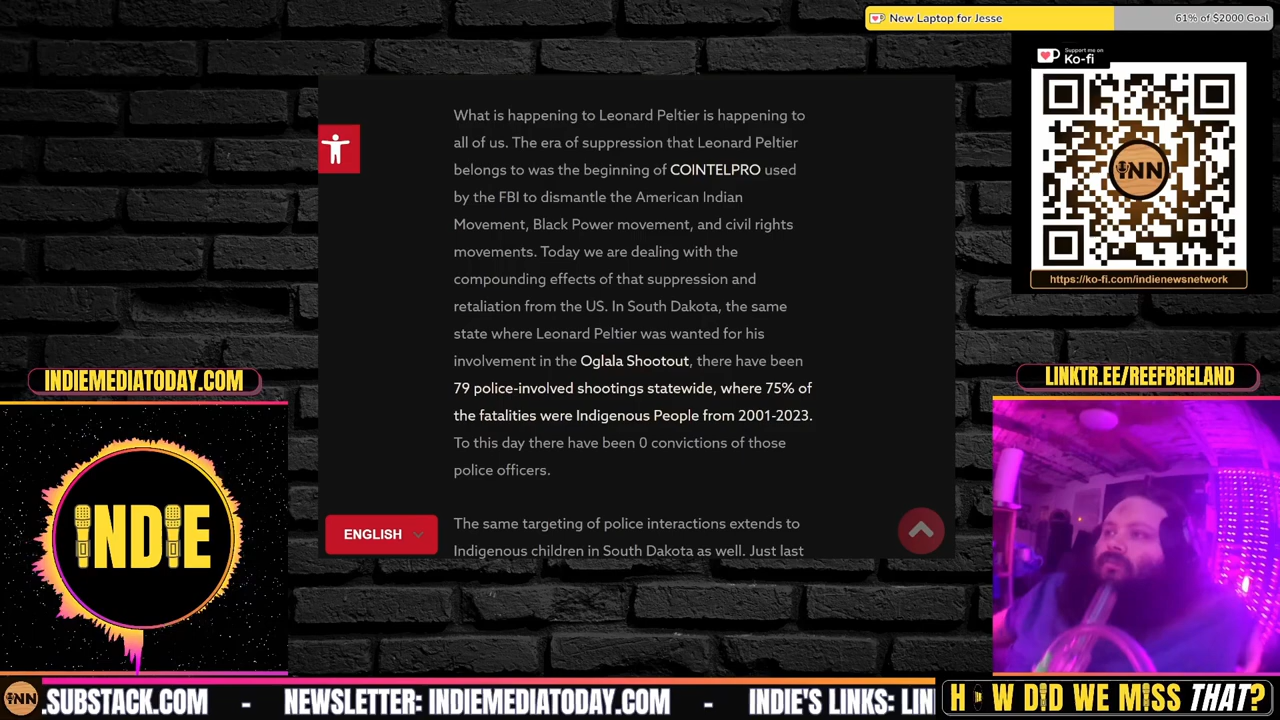 New Laptop for Jesse
61% of $2000 Goal
Support me on
Ko-fi
iNN
https://ko-fi.com/indienewsnetwork
What is happening to Leonard Peltier is happening to
all of us. The era of suppression that Leonard Peltier
belongs to was the beginning of COINTELPRO used
by the FBI to dismantle the American Indian
Movement, Black Power movement, and civil rights
movements. Today we are dealing with the
compounding effects of that suppression and
retaliation from the US. In South Dakota, the same
state where Leonard Peltier was wanted for his
involvement in the Oglala Shootout, there have been
79 police-involved shootings statewide, where 75% of
the fatalities were Indigenous People from 2001-2023.
To this day there have been 0 convictions of those
police officers.
The same targeting of police interactions extends to
Indigenous children in South Dakota as well. Just last
ENGLISH
INDIEMEDIATODAY.COM
INDIE
LINKTR.EE/REEFBRELAND
iNN
.SUBSTACK.COM - NEWSLETTER: INDIEMEDIATODAY.COM - INDIE'S LINKS: LIN
HOW DID WE MISS THAT?